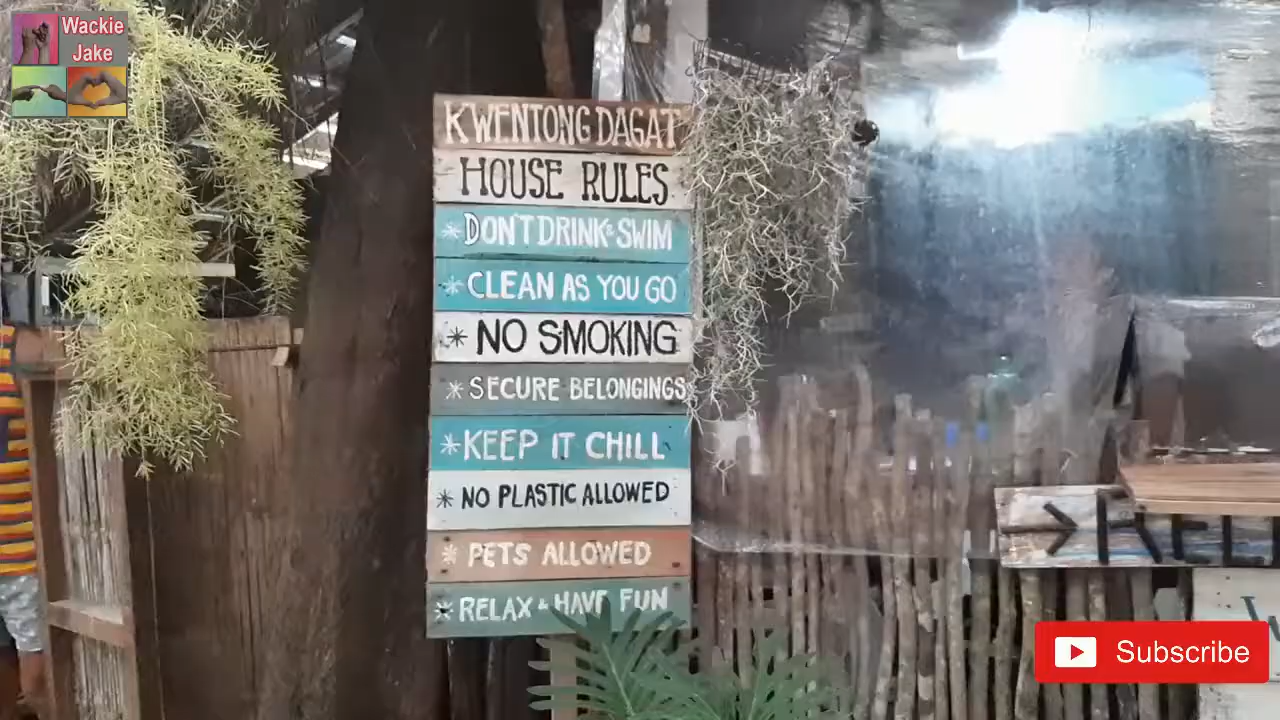 Wackie
Jake
KWENTONG DAGAT
HOUSE RULES
* DON'T DRINK & SWIM
* CLEAN AS YOU GO
* NO SMOKING
* SECURE BELONGINGS
* KEEP IT CHILL
* NO PLASTIC ALLOWED
* PETS ALLOWED
* RELAX & HAVE FUN
Subscribe